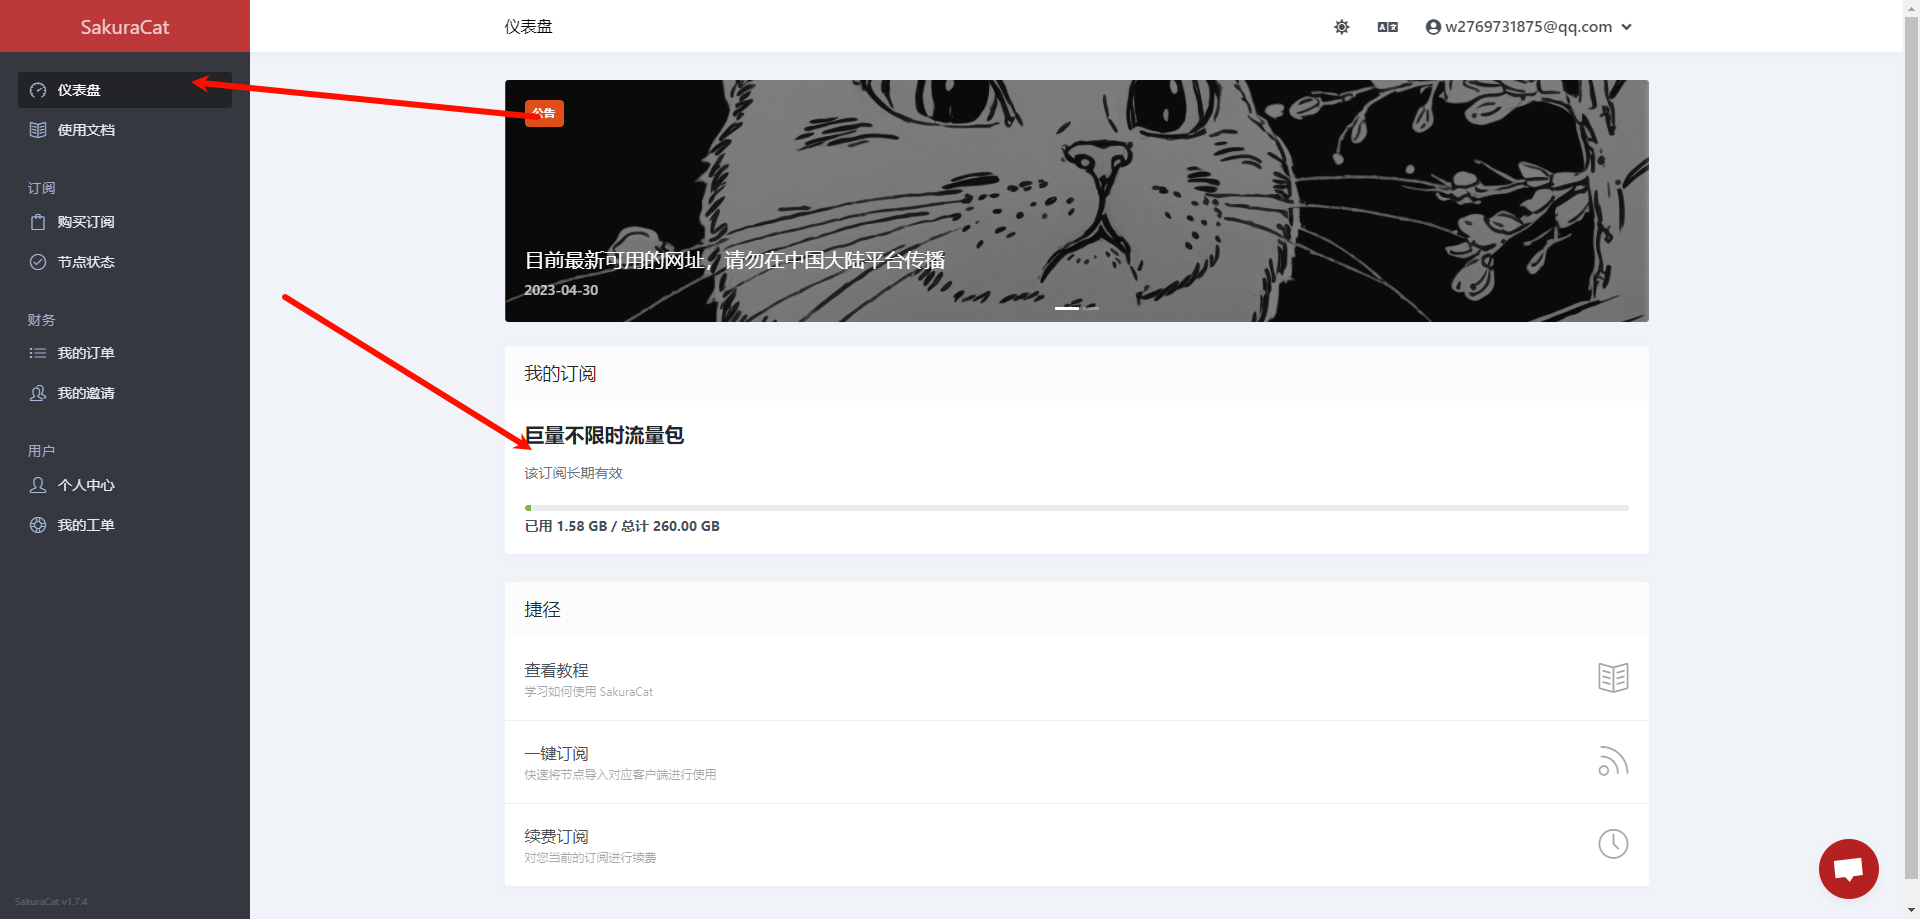 SakuraCat
仪表盘
使用文档
订阅
购买订阅
节点状态
财务
我的订单
我的邀请
用户
个人中心
我的工单
SakuraCat v1.7.4
仪表盘
w2769731875@qq.com
公告
目前最新可用的网址，请勿在中国大陆平台传播
2023-04-30
我的订阅
巨量不限时流量包
该订阅长期有效
已用 1.58 GB / 总计 260.00 GB
捷径
查看教程
学习如何使用 SakuraCat
一键订阅
快速将节点导入对应客户端进行使用
续费订阅
对您当前的订阅进行续费